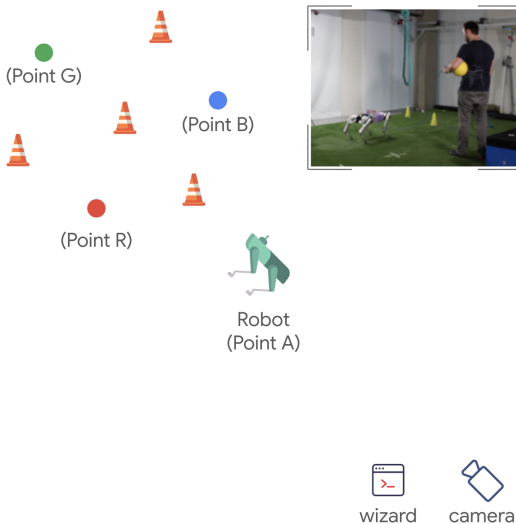 (Point G)
(Point B)
(Point R)
Robot
(Point A)
wizard
camera